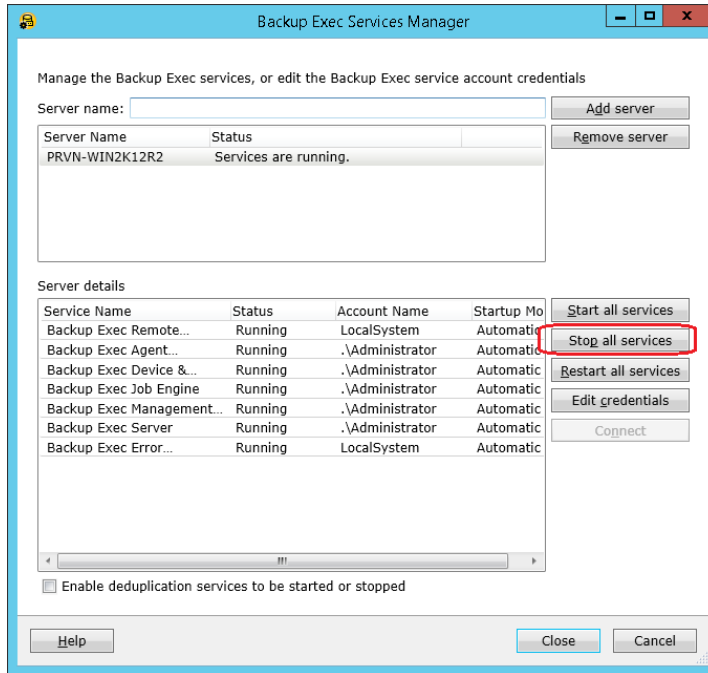 Backup Exec Services Manager
Manage the Backup Exec services, or edit the Backup Exec service account credentials
Server name:
Add server
Server Name Status
Remove server
PRVN-WIN2K12R2 Services are running.
Server details
Service Name Status Account Name Startup Mo
Start all services
Backup Exec Remote... Running LocalSystem Automatic
Stop all services
Backup Exec Agent... Running .\Administrator Automatic
Backup Exec Device &... Running .\Administrator Automatic
Restart all services
Backup Exec Job Engine Running .\Administrator Automatic
Edit credentials
Backup Exec Management... Running .\Administrator Automatic
Backup Exec Server Running .\Administrator Automatic
Connect
Backup Exec Error... Running LocalSystem Automatic
Enable deduplication services to be started or stopped
Help
Close
Cancel